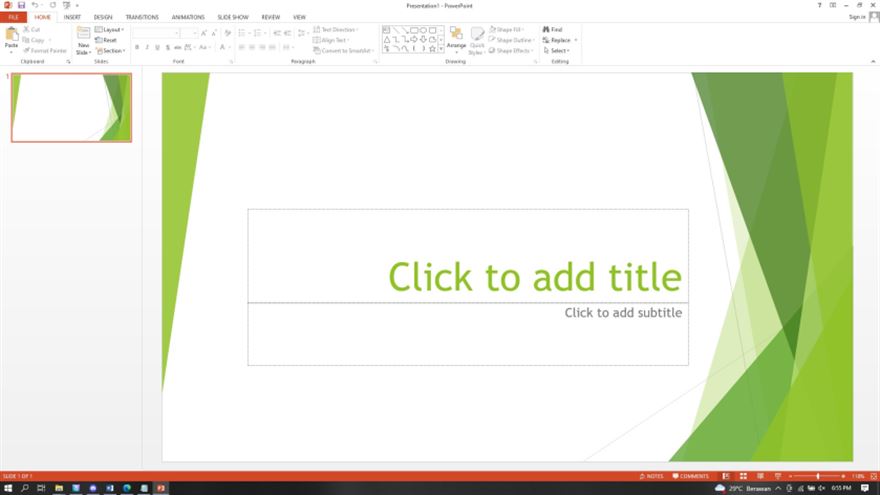 Presentation1 - PowerPoint
Sign in
FILE HOME INSERT DESIGN TRANSITIONS ANIMATIONS SLIDE SHOW REVIEW VIEW
Paste
Cut
Copy
Format Painter
Clipboard
New
Slide
Layout
Reset
Section
Slides
B I U S abc AV Aa A
Font
Text Direction
Align Text
Convert to SmartArt
Paragraph
Arrange
Quick
Styles
Shape Fill
Shape Outline
Shape Effects
Drawing
Find
Replace
Select
Editing
1
Click to add title
Click to add subtitle
SLIDE 1 OF 1
NOTES
COMMENTS
118%
29°C Berawan
6:55 PM